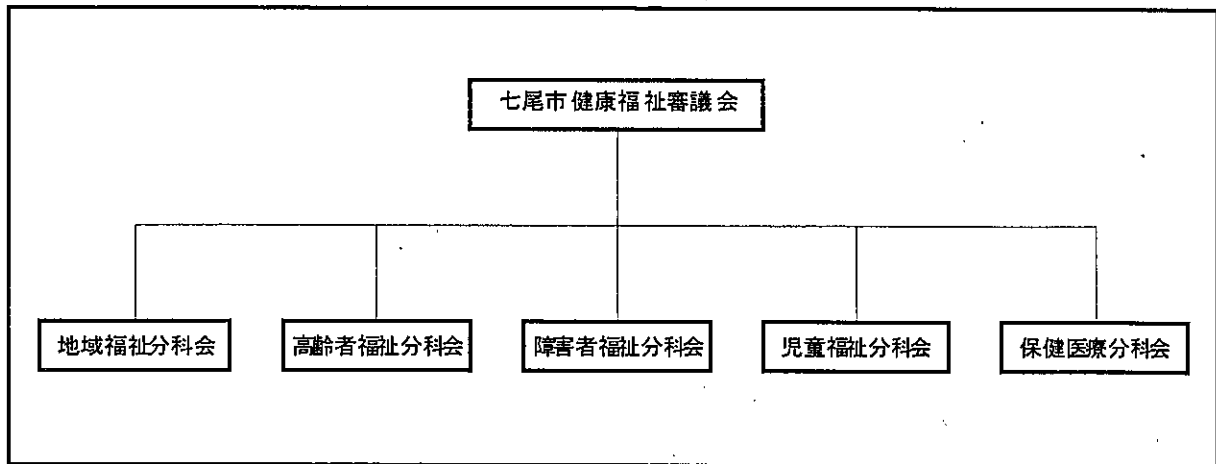 七尾市健康福祉審議会
地域福祉分科会
高齢者福祉分科会
障害者福祉分科会
児童福祉分科会
保健医療分科会